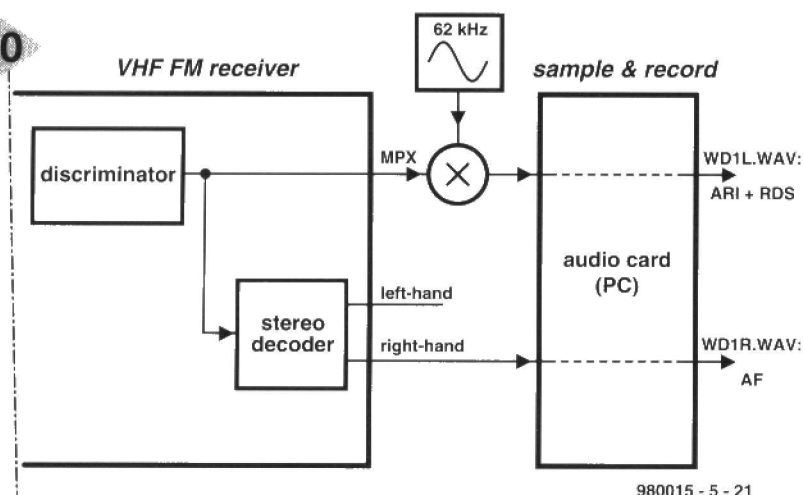 0
62 kHz
VHF FM receiver
sample & record
discriminator
MPX
WD1L.WAV:
ARI + RDS
audio card
(PC)
left-hand
stereo
decoder
right-hand
WD1R.WAV:
AF
980015 - 5 - 21